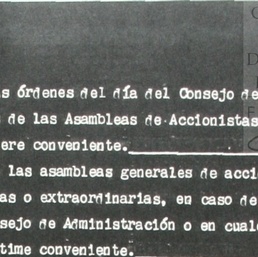 s órdenes del día del Consejo de
de las Asambleas de Accionistas
ere conveniente.
las asambleas generales de acci
as o extraordinarias, en caso de
sejo de Administración o en cual
time conveniente.